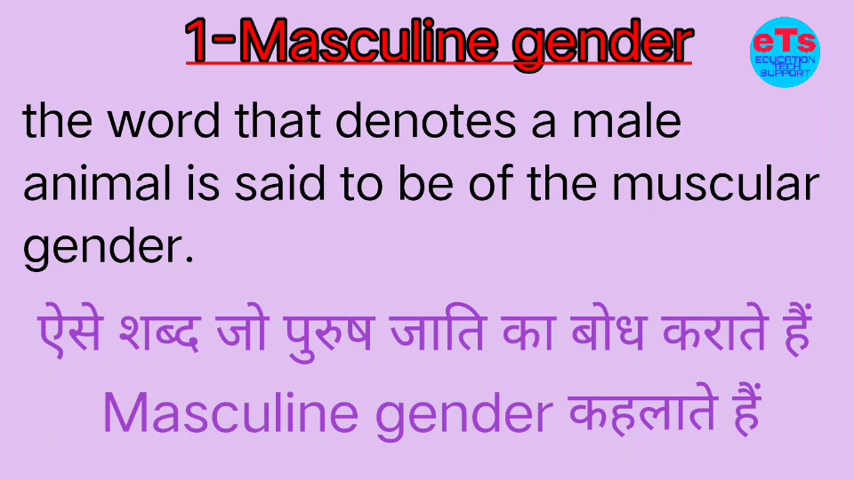 1-Masculine gender
eTs
EDUCATION
TECH
SUPPORT
the word that denotes a male
animal is said to be of the muscular
gender.
ऐसे शब्द जो पुरुष जाति का बोध कराते हैं
Masculine gender कहलाते हैं